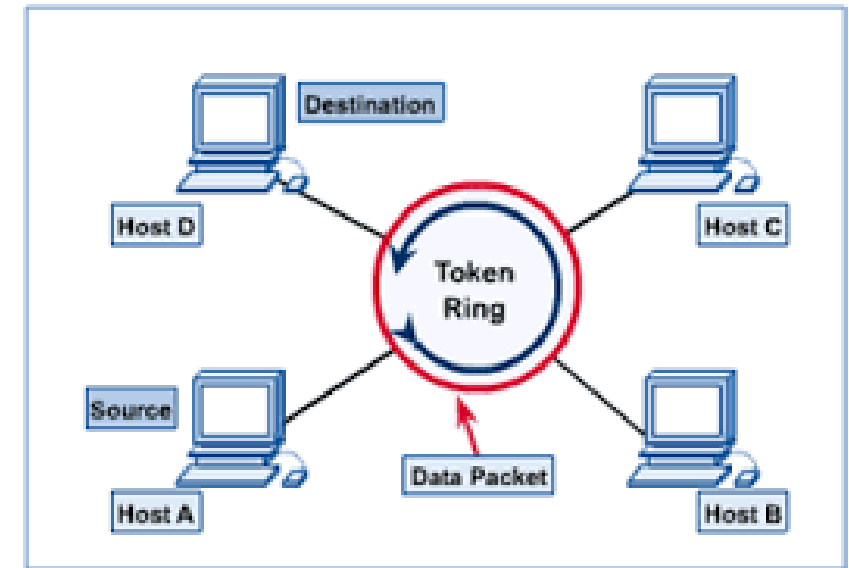 Destination
Host D
Host C
Token
Ring
Source
Data Packet
Host A
Host B